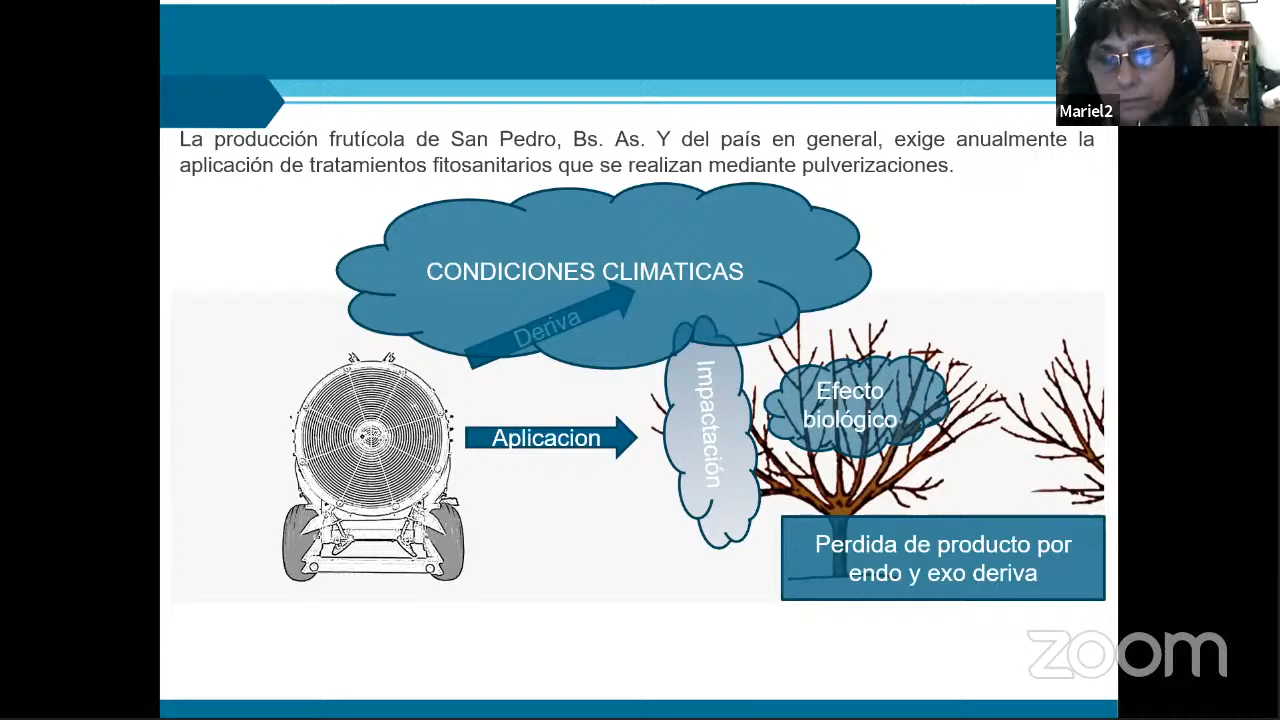 Mariel2
La producción frutícola de San Pedro, Bs. As. Y del país en general, exige anualmente la
aplicación de tratamientos fitosanitarios que se realizan mediante pulverizaciones.
CONDICIONES CLIMATICAS
Deriva
Impactación
Efecto
biológico
Aplicacion
Perdida de producto por
endo y exo deriva
zoom